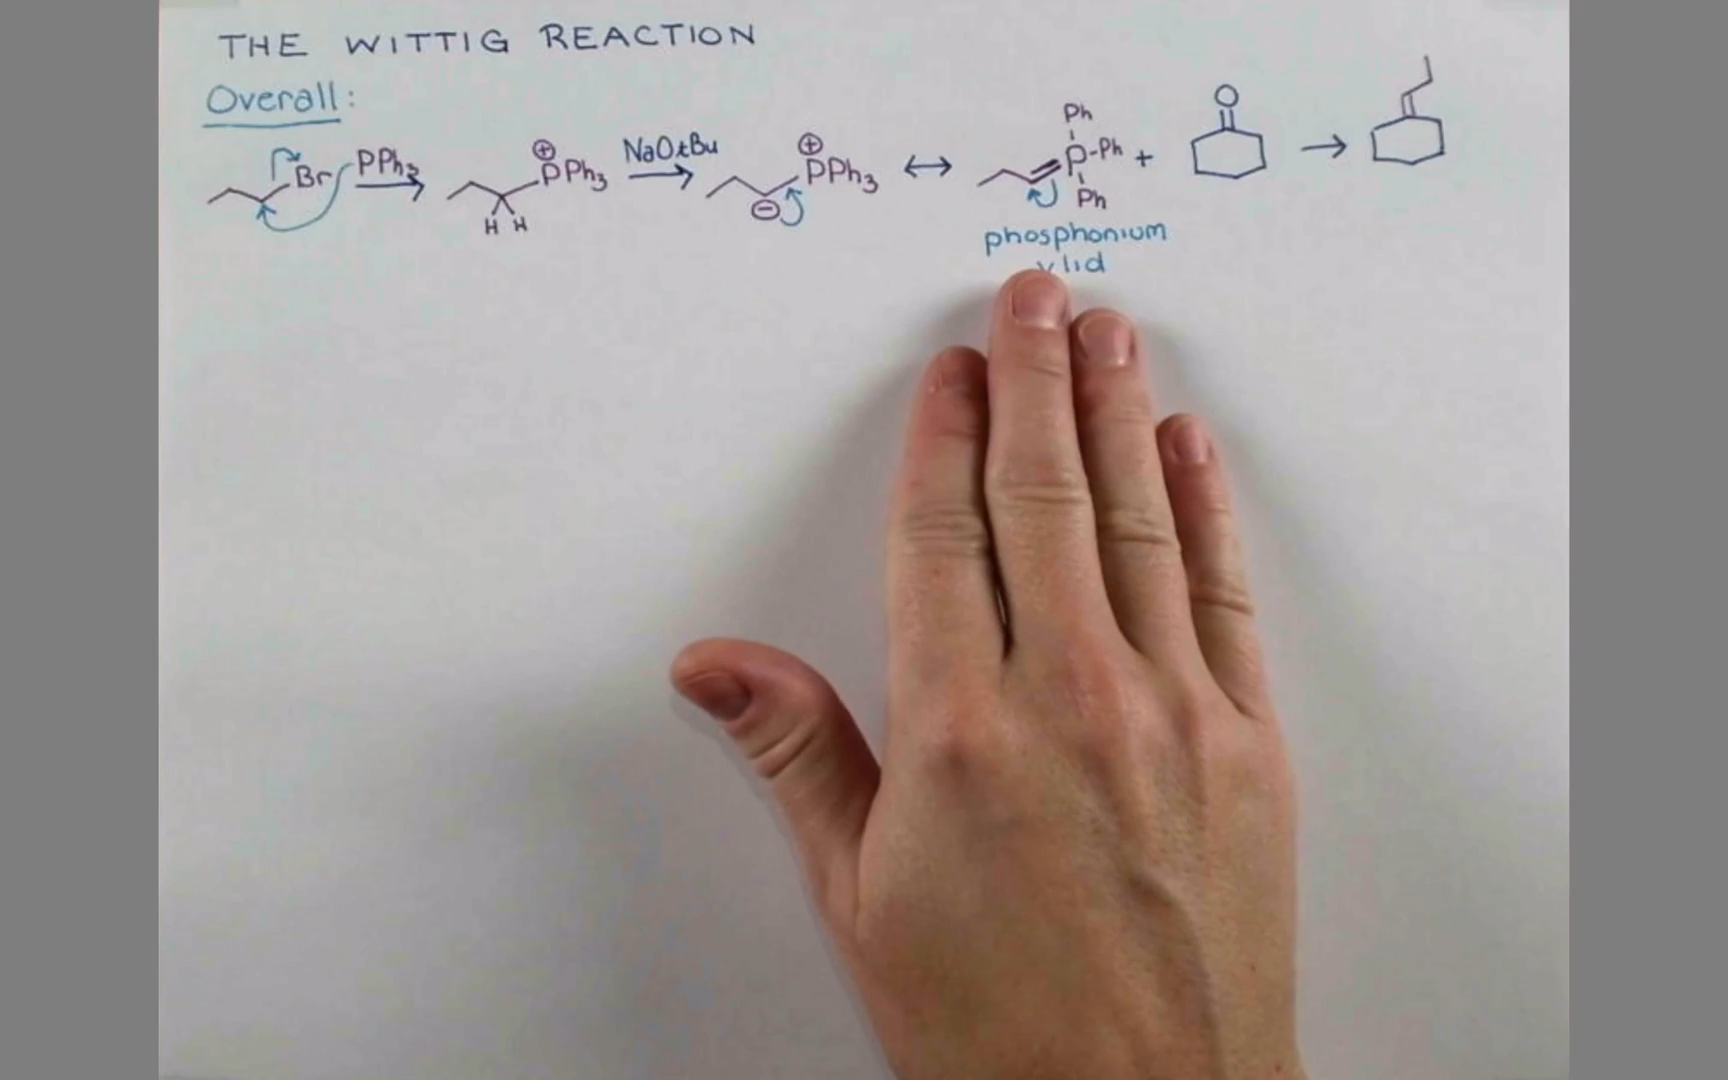 THE WITTIG REACTION
Overall:
Br PPh3 ⊕ PPh3 H H NaOtBu ⊕ PPh3 ⊖ ↔ Ph P-Ph Ph + O →
phosphonium
ylid